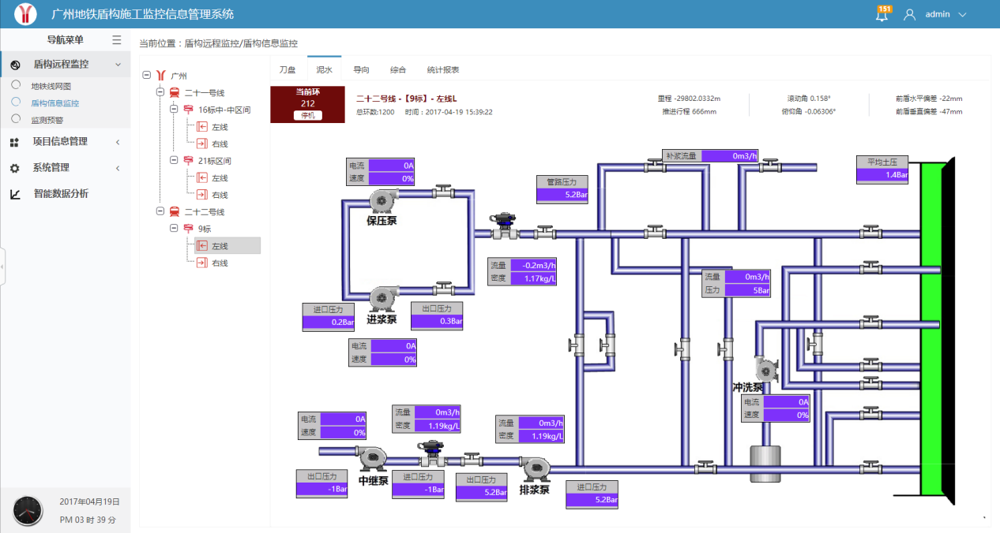 广州地铁盾构施工监控信息管理系统
151
admin
导航菜单
盾构远程监控
地铁线网图
盾构信息监控
监测预警
项目信息管理
系统管理
智能数据分析
2017年04月19日
PM 03 时 39 分
当前位置：盾构远程监控/盾构信息监控
广州
二十一号线
16标中-中区间
左线
右线
21标区间
左线
右线
二十二号线
9标
左线
右线
刀盘 泥水 导向 综合 统计报表
当前环
212
停机
二十二号线 -【9标】- 左线L
总环数:1200 时间：2017-04-19 15:39:22
里程 -29802.0332m
推进行程 666mm
滚动角 0.158°
俯仰角 -0.06306°
前盾水平偏差 -22mm
前盾垂直偏差 -47mm
电流 0A
速度 0%
保压泵
管路压力
5.2Bar
补浆流量 0m3/h
平均土压
1.4Bar
流量 -0.2m3/h
密度 1.17kg/L
流量 0m3/h
压力 5Bar
进口压力
0.2Bar
进浆泵
出口压力
0.3Bar
电流 0A
速度 0%
冲洗泵
电流 0A
速度 0%
电流 0A
速度 0%
流量 0m3/h
密度 1.19kg/L
流量 0m3/h
密度 1.19kg/L
出口压力
-1Bar
中继泵
进口压力
-1Bar
出口压力
5.2Bar
排浆泵
进口压力
5.2Bar